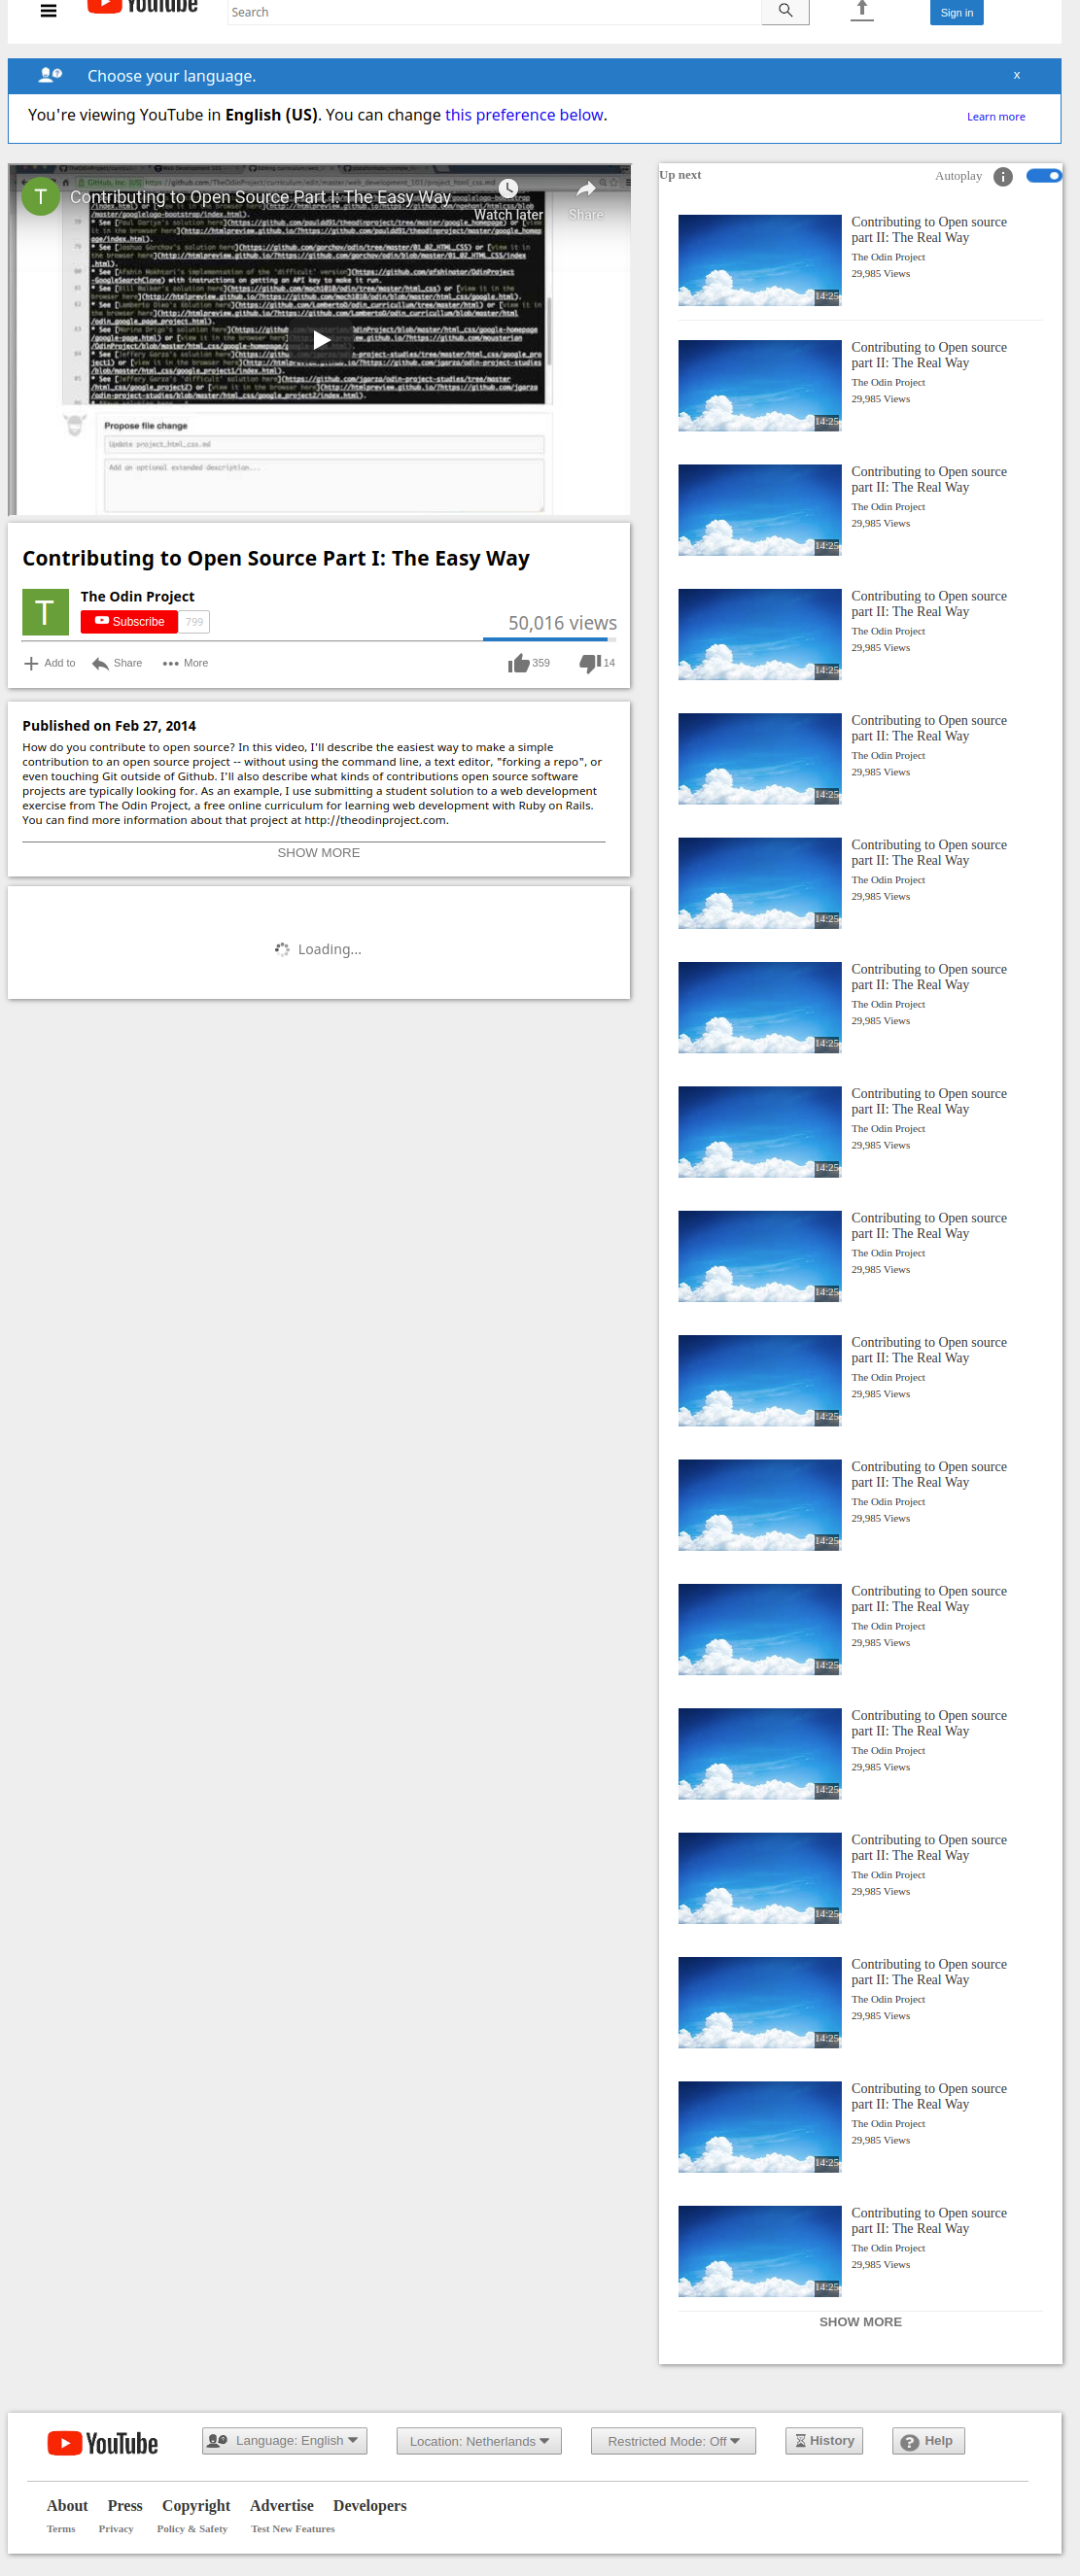 YouTube
Search
Sign in
Choose your language.
x
You're viewing YouTube in English (US). You can change this preference below.
Learn more
T
Contributing to Open Source Part I: The Easy Way
Watch later
Share
Propose file change
Update project_html_css.md
Add an optional extended description...
Contributing to Open Source Part I: The Easy Way
T
The Odin Project
Subscribe 799
50,016 views
Add to Share More 359 14
Published on Feb 27, 2014
How do you contribute to open source? In this video, I'll describe the easiest way to make a simple
contribution to an open source project -- without using the command line, a text editor, "forking a repo", or
even touching Git outside of Github. I'll also describe what kinds of contributions open source software
projects are typically looking for. As an example, I use submitting a student solution to a web development
exercise from The Odin Project, a free online curriculum for learning web development with Ruby on Rails.
You can find more information about that project at http://theodinproject.com.
SHOW MORE
Loading...
Up next
Autoplay
Contributing to Open source
part II: The Real Way
The Odin Project
29,985 Views
14:25
Contributing to Open source
part II: The Real Way
The Odin Project
29,985 Views
14:25
Contributing to Open source
part II: The Real Way
The Odin Project
29,985 Views
14:25
Contributing to Open source
part II: The Real Way
The Odin Project
29,985 Views
14:25
Contributing to Open source
part II: The Real Way
The Odin Project
29,985 Views
14:25
Contributing to Open source
part II: The Real Way
The Odin Project
29,985 Views
14:25
Contributing to Open source
part II: The Real Way
The Odin Project
29,985 Views
14:25
Contributing to Open source
part II: The Real Way
The Odin Project
29,985 Views
14:25
Contributing to Open source
part II: The Real Way
The Odin Project
29,985 Views
14:25
Contributing to Open source
part II: The Real Way
The Odin Project
29,985 Views
14:25
Contributing to Open source
part II: The Real Way
The Odin Project
29,985 Views
14:25
Contributing to Open source
part II: The Real Way
The Odin Project
29,985 Views
14:25
Contributing to Open source
part II: The Real Way
The Odin Project
29,985 Views
14:25
Contributing to Open source
part II: The Real Way
The Odin Project
29,985 Views
14:25
Contributing to Open source
part II: The Real Way
The Odin Project
29,985 Views
14:25
Contributing to Open source
part II: The Real Way
The Odin Project
29,985 Views
14:25
Contributing to Open source
part II: The Real Way
The Odin Project
29,985 Views
14:25
SHOW MORE
YouTube
Language: English
Location: Netherlands
Restricted Mode: Off
History
Help
About Press Copyright Advertise Developers
Terms Privacy Policy & Safety Test New Features